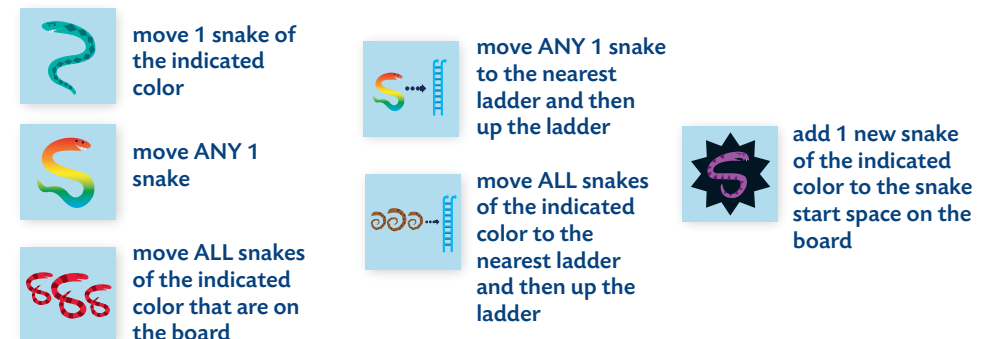 move 1 snake of
the indicated
color
move ANY 1
snake
move ALL snakes
of the indicated
color that are on
the board
move ANY 1 snake
to the nearest
ladder and then
up the ladder
move ALL snakes
of the indicated
color to the
nearest ladder
and then up the
ladder
add 1 new snake
of the indicated
color to the snake
start space on the
board